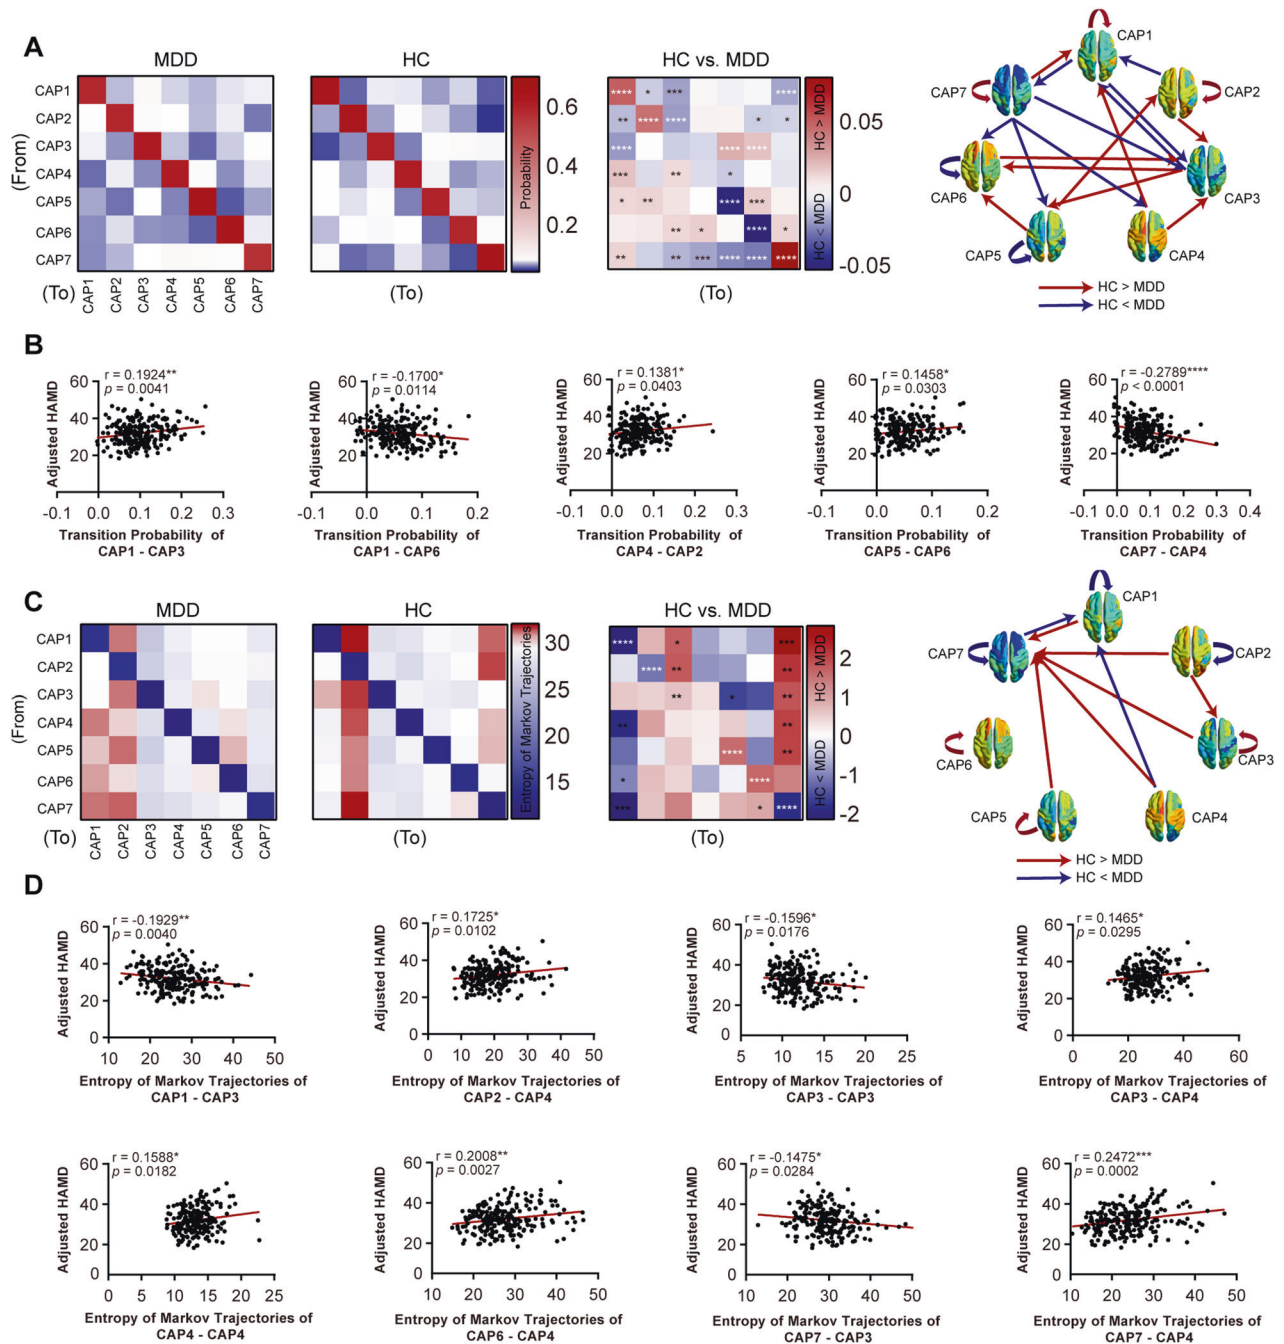 A
MDD
HC
HC vs. MDD
CAP1
CAP2
CAP3
CAP4
CAP5
CAP6
CAP7
(From)
(To)
CAP1
CAP2
CAP3
CAP4
CAP5
CAP6
CAP7
(To)
0.6
0.4
0.2
Probability
**** * *** ****
** **** **** * *
**** **** ****
*** ** *
* ** **** ***
** * **** *
** ** *** **** **** ****
(To)
0.05
0
-0.05
HC > MDD
HC < MDD
CAP1
CAP7
CAP2
CAP6
CAP3
CAP5
CAP4
HC > MDD
HC < MDD
B
r = 0.1924**
p = 0.0041
Adjusted HAMD
60
40
20
-0.1 0.0 0.1 0.2 0.3
Transition Probability of
CAP1 - CAP3
r = -0.1700*
p = 0.0114
Adjusted HAMD
60
40
20
-0.1 0.0 0.1 0.2
Transition Probability of
CAP1 - CAP6
r = 0.1381*
p = 0.0403
Adjusted HAMD
60
40
20
-0.1 0.0 0.1 0.2 0.3
Transition Probability of
CAP4 - CAP2
r = 0.1458*
p = 0.0303
Adjusted HAMD
60
40
20
-0.1 0.0 0.1 0.2
Transition Probability of
CAP5 - CAP6
r = -0.2789****
p < 0.0001
Adjusted HAMD
60
40
20
-0.1 0.0 0.1 0.2 0.3 0.4
Transition Probability of
CAP7 - CAP4
C
MDD
HC
HC vs. MDD
CAP1
CAP2
CAP3
CAP4
CAP5
CAP6
CAP7
(From)
(To)
CAP1
CAP2
CAP3
CAP4
CAP5
CAP6
CAP7
(To)
30
25
20
15
Entropy of Markov Trajectories
**** * ***
**** ** **
** * **
** **
**** **
* ****
*** * ****
(To)
2
1
0
-1
-2
HC > MDD
HC < MDD
CAP1
CAP7
CAP2
CAP6
CAP3
CAP5
CAP4
HC > MDD
HC < MDD
D
r = -0.1929**
p = 0.0040
Adjusted HAMD
60
40
20
0
10 20 30 40 50
Entropy of Markov Trajectories of
CAP1 - CAP3
r = 0.1725*
p = 0.0102
Adjusted HAMD
60
40
20
0
0 10 20 30 40 50
Entropy of Markov Trajectories of
CAP2 - CAP4
r = -0.1596*
p = 0.0176
Adjusted HAMD
60
40
20
0
5 10 15 20 25
Entropy of Markov Trajectories of
CAP3 - CAP3
r = 0.1465*
p = 0.0295
Adjusted HAMD
60
40
20
0
0 20 40 60
Entropy of Markov Trajectories of
CAP3 - CAP4
r = 0.1588*
p = 0.0182
Adjusted HAMD
60
40
20
0
0 5 10 15 20 25
Entropy of Markov Trajectories of
CAP4 - CAP4
r = 0.2008**
p = 0.0027
Adjusted HAMD
60
40
20
0
10 20 30 40 50
Entropy of Markov Trajectories of
CAP6 - CAP4
r = -0.1475*
p = 0.0284
Adjusted HAMD
60
40
20
0
10 20 30 40 50
Entropy of Markov Trajectories of
CAP7 - CAP3
r = 0.2472***
p = 0.0002
Adjusted HAMD
60
40
20
0
10 20 30 40 50
Entropy of Markov Trajectories of
CAP7 - CAP4